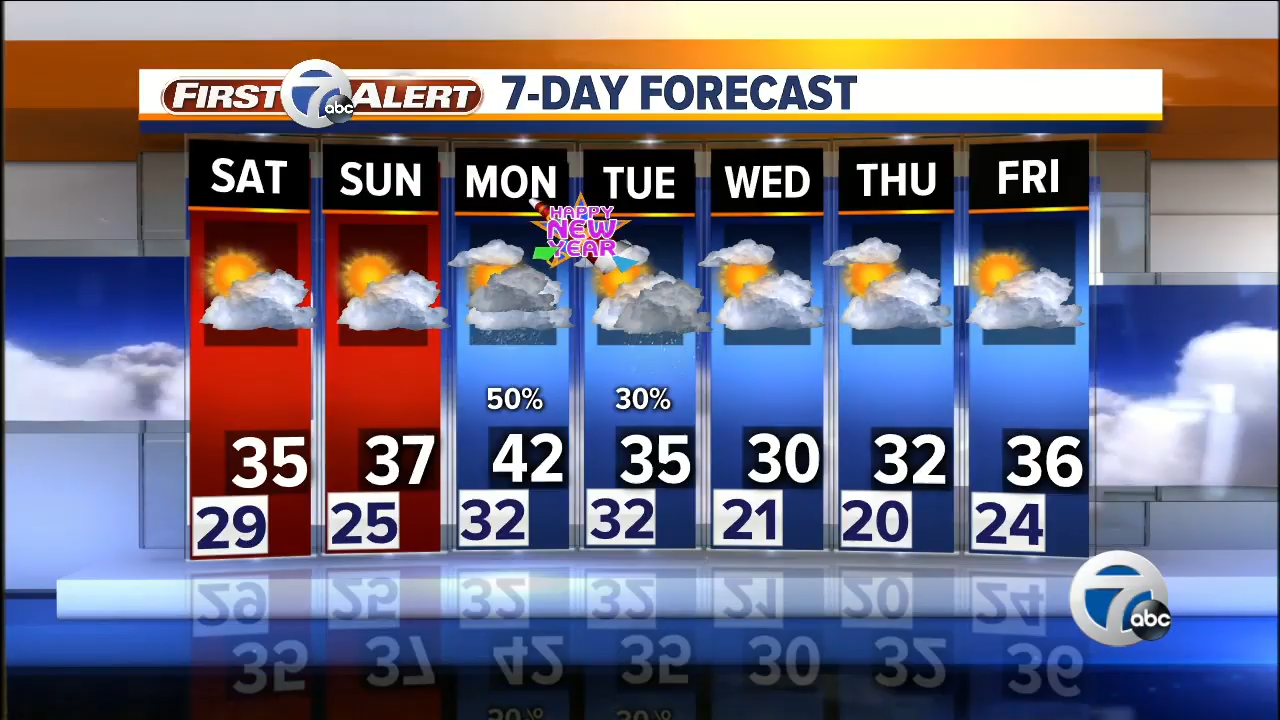 FIRST 7 abc ALERT 7-DAY FORECAST
SAT SUN MON TUE WED THU FRI
HAPPY
NEW
YEAR
50% 30%
35 37 42 35 30 32 36
29 25 32 32 21 20 24
7 abc